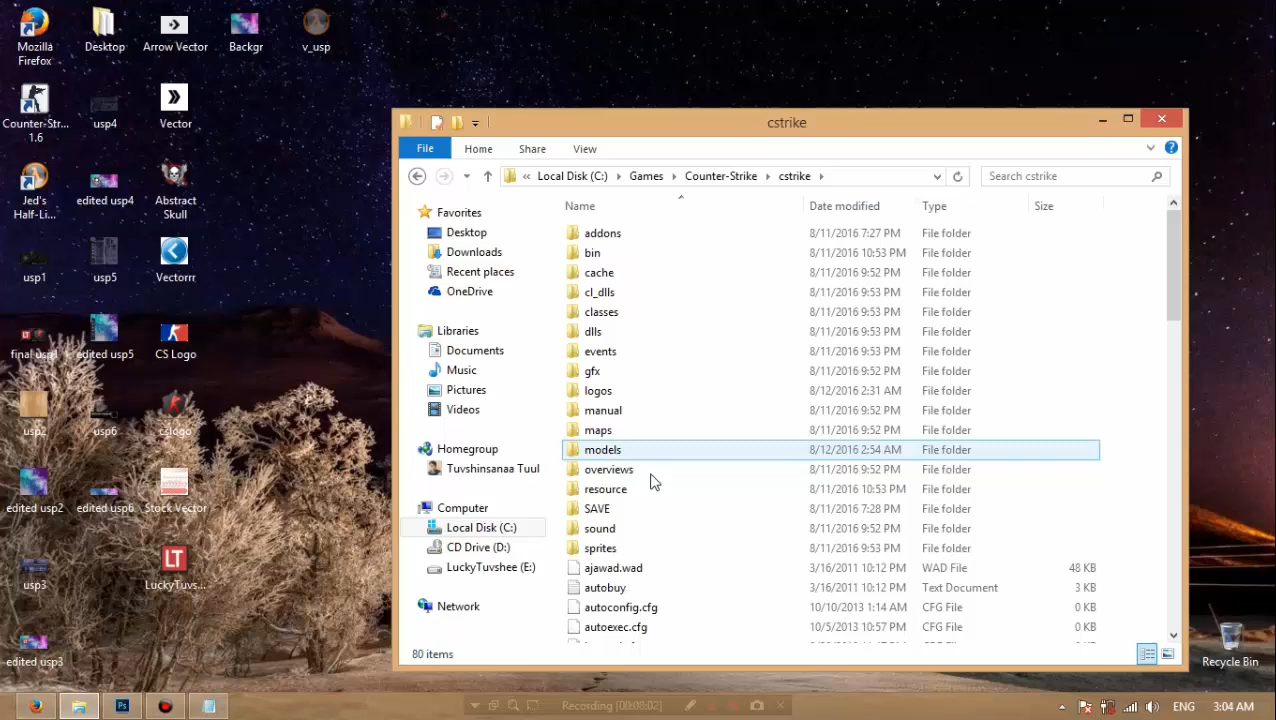 Mozilla
Firefox
Desktop
Arrow Vector
Backgr
v_usp
Counter-Str...
1.6
usp4
Vector
Jed's
Half-Li...
edited usp4
Abstract
Skull
usp1
usp5
Vectorrr
final usp1
edited usp5
CS Logo
usp2
usp6
cslogo
edited usp2
edited usp6
Stock Vector
usp3
LuckyTuvs...
edited usp3
Recycle Bin
cstrike
File
Home
Share
View
« Local Disk (C:) Games Counter-Strike cstrike
Search cstrike
Name
Date modified
Type
Size
Favorites
Desktop
Downloads
Recent places
OneDrive
Libraries
Documents
Music
Pictures
Videos
Homegroup
Tuvshinsanaa Tuul
Computer
Local Disk (C:)
CD Drive (D:)
LuckyTuvshee (E:)
Network
addons 8/11/2016 7:27 PM File folder
bin 8/11/2016 10:53 PM File folder
cache 8/11/2016 9:52 PM File folder
cl_dlls 8/11/2016 9:53 PM File folder
classes 8/11/2016 9:53 PM File folder
dlls 8/11/2016 9:53 PM File folder
events 8/11/2016 9:53 PM File folder
gfx 8/11/2016 9:52 PM File folder
logos 8/12/2016 2:31 AM File folder
manual 8/11/2016 9:52 PM File folder
maps 8/11/2016 9:52 PM File folder
models 8/12/2016 2:54 AM File folder
overviews 8/11/2016 9:52 PM File folder
resource 8/11/2016 10:53 PM File folder
SAVE 8/11/2016 7:28 PM File folder
sound 8/11/2016 9:52 PM File folder
sprites 8/11/2016 9:53 PM File folder
ajawad.wad 3/16/2011 10:12 PM WAD File 48 KB
autobuy 3/16/2011 10:12 PM Text Document 3 KB
autoconfig.cfg 10/10/2013 1:14 AM CFG File 0 KB
autoexec.cfg 10/5/2013 10:57 PM CFG File 0 KB
80 items
Recording [00:08:02]
ENG
3:04 AM